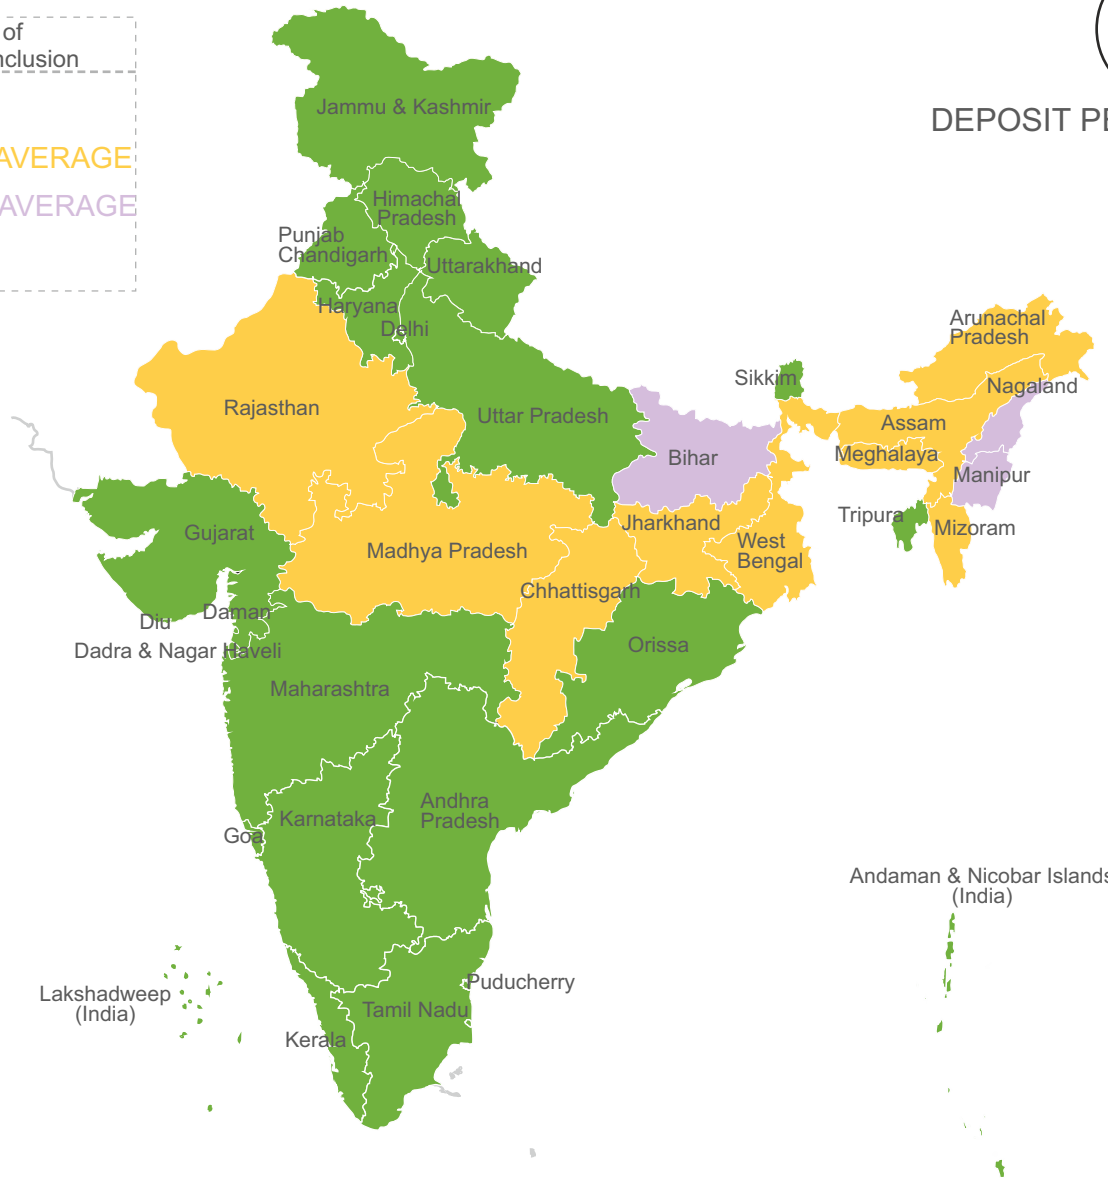 of
nclusion
AVERAGE
AVERAGE
DEPOSIT PE
Jammu & Kashmir
Himachal
Pradesh
Punjab
Chandigarh
Uttarakhand
Haryana
Delhi
Arunachal
Pradesh
Sikkim
Nagaland
Rajasthan
Uttar Pradesh
Assam
Bihar
Meghalaya
Manipur
Tripura
Mizoram
Gujarat
Jharkhand
Madhya Pradesh
West
Bengal
Chhattisgarh
Daman
Diu
Dadra & Nagar Haveli
Orissa
Maharashtra
Andhra
Pradesh
Karnataka
Goa
Andaman & Nicobar Islands
(India)
Lakshadweep
(India)
Puducherry
Tamil Nadu
Kerala